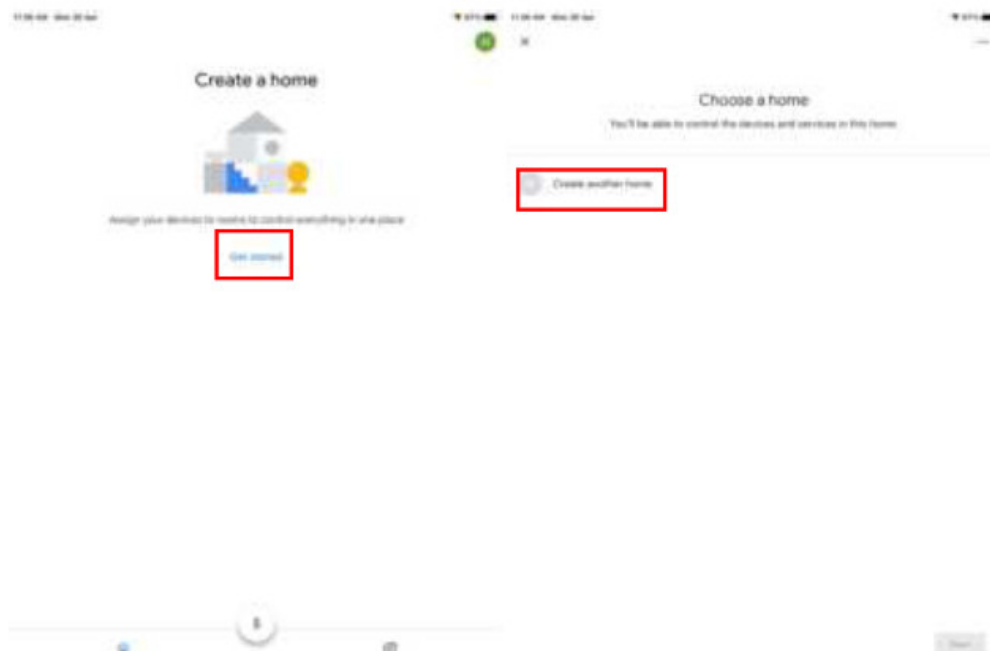 Create a home
Assign your devices to rooms to control everything in one place
Get started
Choose a home
You'll be able to control the devices and services in this home
Create another home